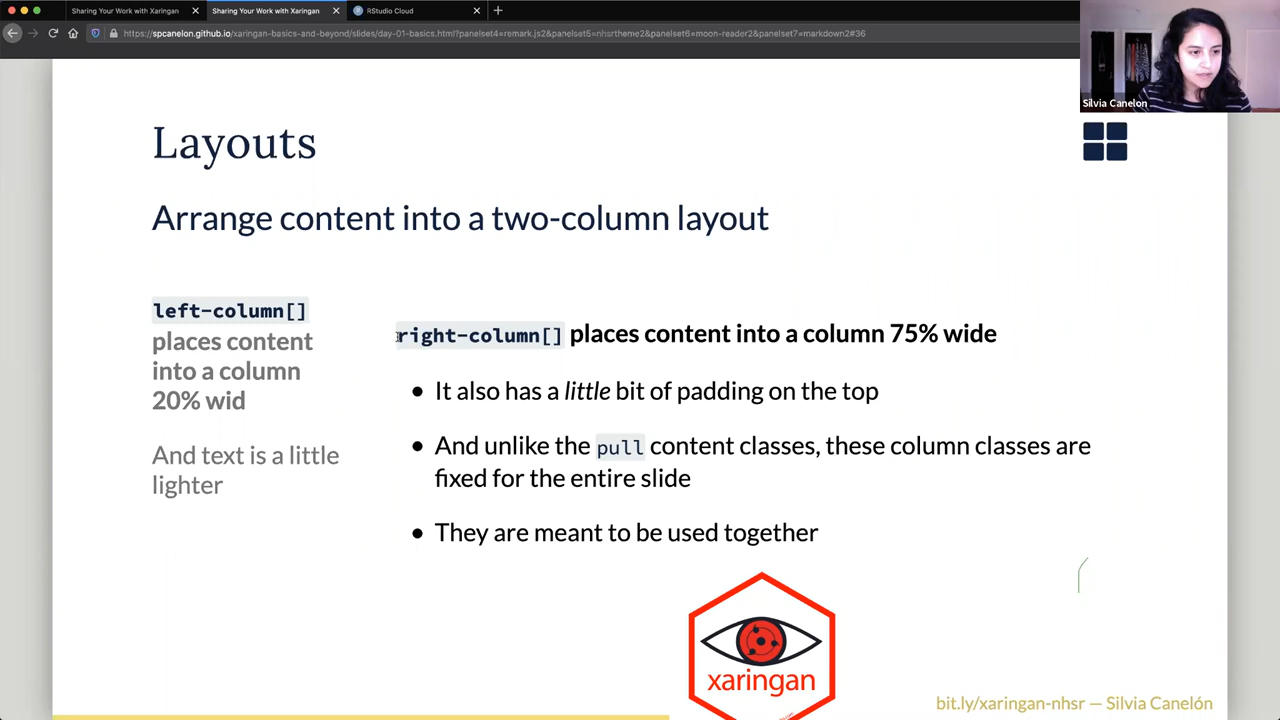 Sharing Your Work with Xaringan
Sharing Your Work with Xaringan
RStudio Cloud
https://spcanelon.github.io/xaringan-basics-and-beyond/slides/day-01-basics.html?panelset4=remark.js2&panelset5=nhsrtheme2&panelset6=moon-reader2&panelset7=markdown2#36
Silvia Canelon
Layouts
Arrange content into a two-column layout
left-column[]
places content
into a column
20% wid
And text is a little
lighter
right-column[] places content into a column 75% wide
• It also has a little bit of padding on the top
• And unlike the pull content classes, these column classes are
fixed for the entire slide
• They are meant to be used together
xaringan
bit.ly/xaringan-nhsr — Silvia Canelón